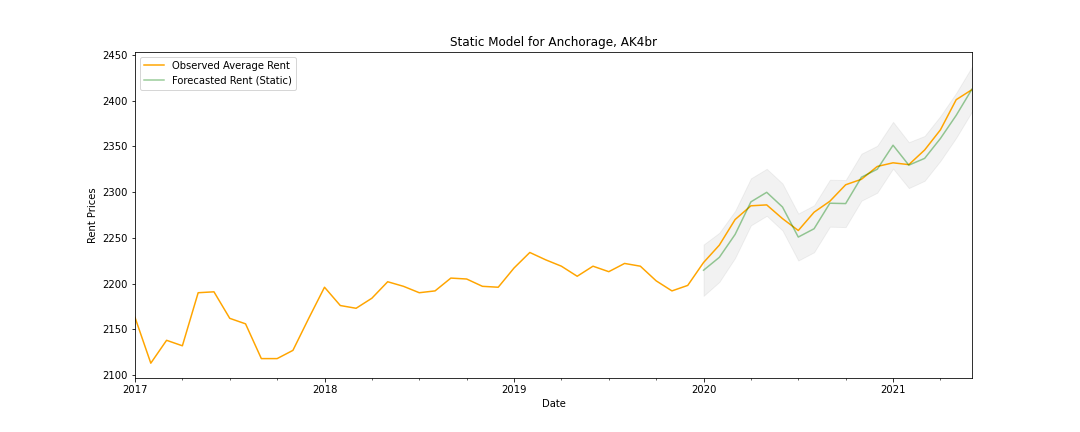 Static Model for Anchorage, AK4br
Observed Average Rent
Forecasted Rent (Static)
2450
2400
2350
2300
2250
2200
2150
2100
Rent Prices
2017
2018
2019
2020
2021
Date